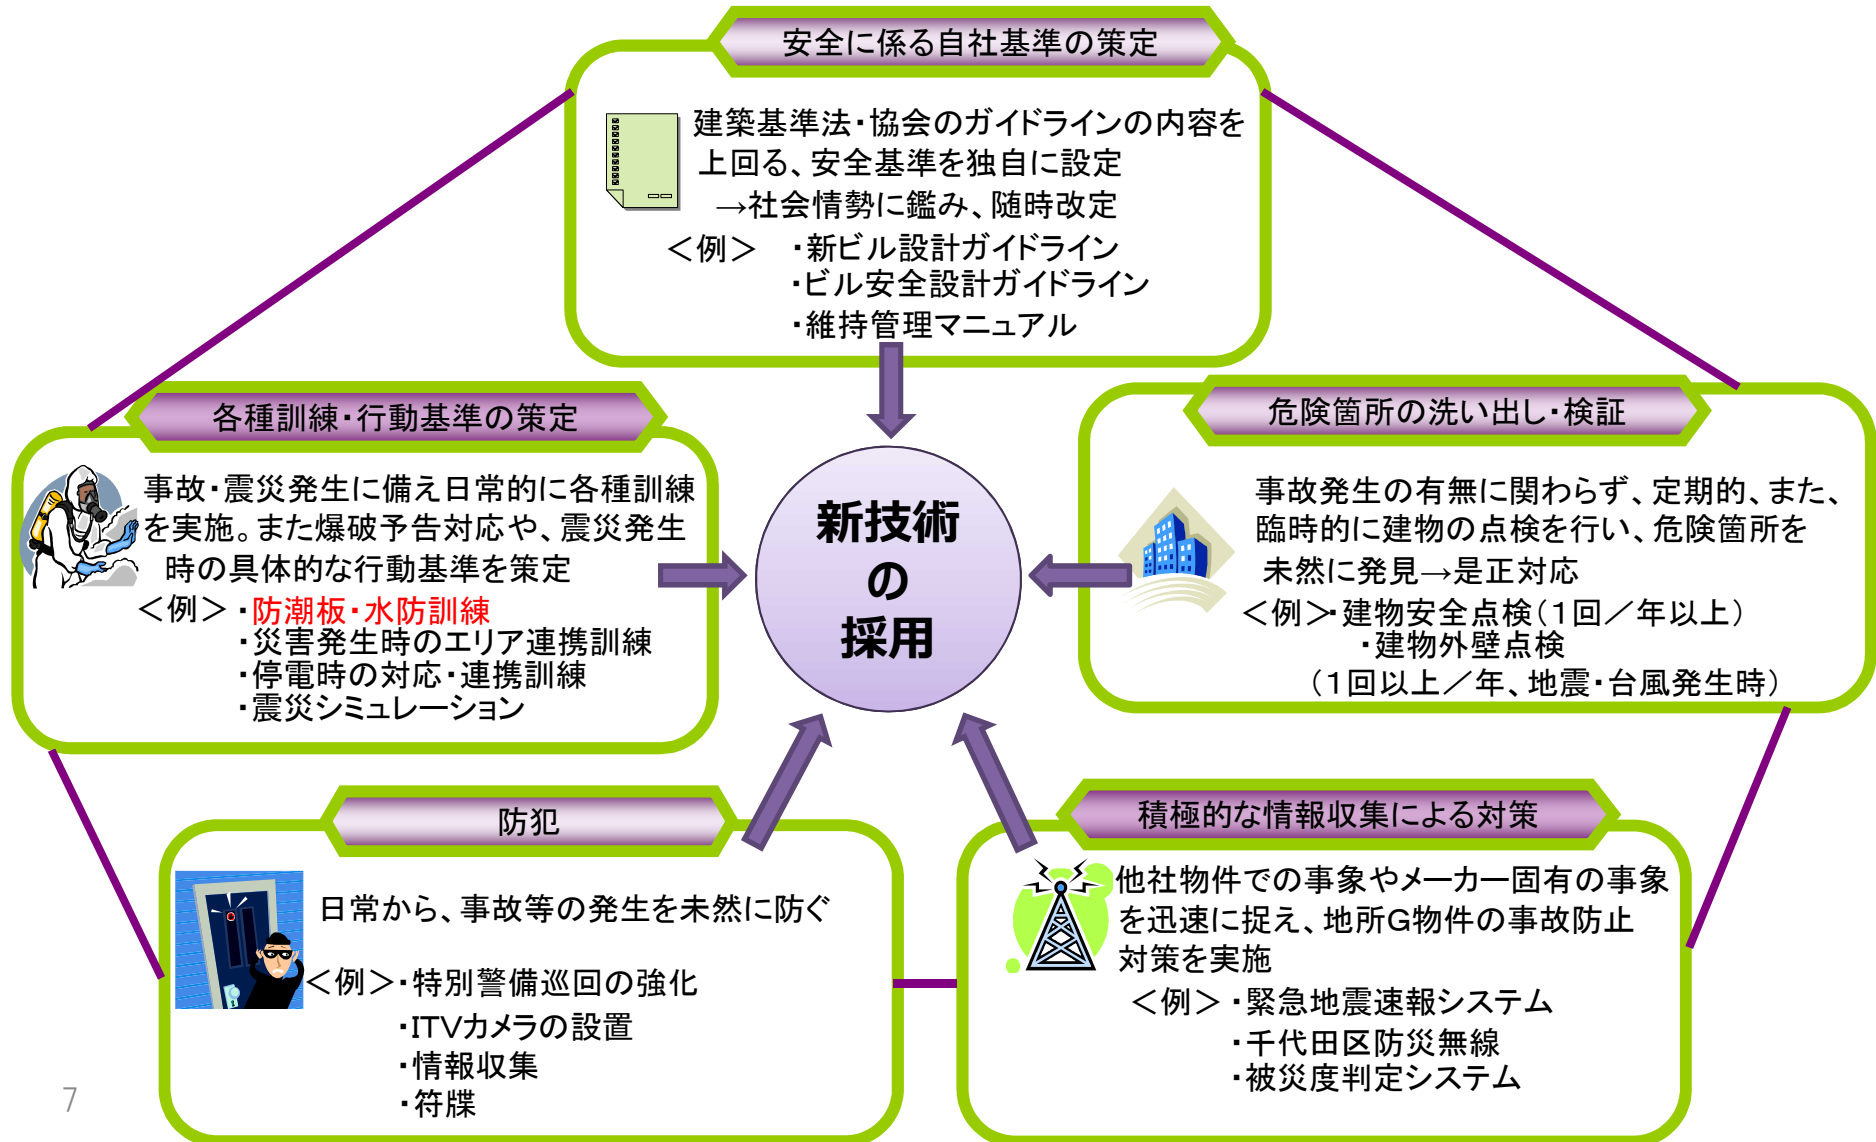 安全に係る自社基準の策定
建築基準法・協会のガイドラインの内容を
上回る、安全基準を独自に設定
→社会情勢に鑑み、随時改定
＜例＞　・新ビル設計ガイドライン
・ビル安全設計ガイドライン
・維持管理マニュアル
各種訓練・行動基準の策定
事故・震災発生に備え日常的に各種訓練
を実施。また爆破予告対応や、震災発生
時の具体的な行動基準を策定
＜例＞・防潮板・水防訓練
・災害発生時のエリア連携訓練
・停電時の対応・連携訓練
・震災シミュレーション
新技術
の
採用
危険箇所の洗い出し・検証
事故発生の有無に関わらず、定期的、また、
臨時的に建物の点検を行い、危険箇所を
未然に発見→是正対応
＜例＞・建物安全点検（１回／年以上）
・建物外壁点検
（１回以上／年、地震・台風発生時）
防犯
日常から、事故等の発生を未然に防ぐ
＜例＞・特別警備巡回の強化
・ITVカメラの設置
・情報収集
・符牒
積極的な情報収集による対策
他社物件での事象やメーカー固有の事象
を迅速に捉え、地所G物件の事故防止
対策を実施
＜例＞・緊急地震速報システム
・千代田区防災無線
・被災度判定システム
7